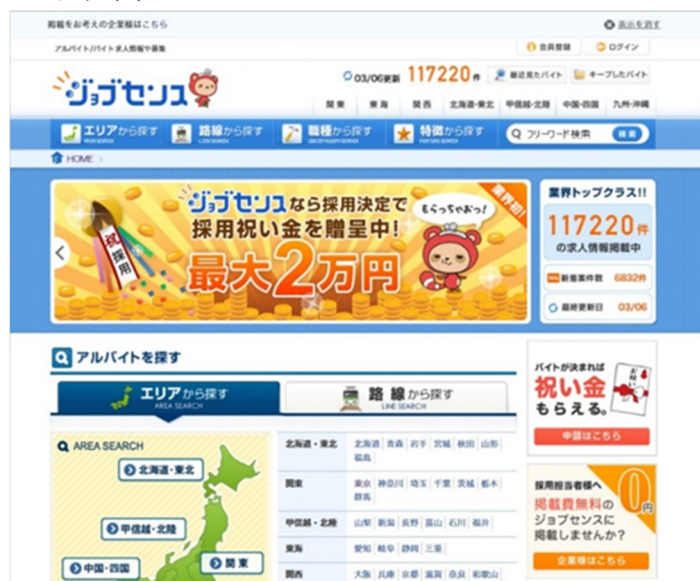 掲載をお考えの企業様はこちら
表示を消す
アルバイト/バイト求人情報や募集
会員登録
ログイン
ジョブセンス
03/06更新 117220件
最近見たバイト
キープしたバイト
関東 東海 関西 北海道・東北 甲信越・北陸 中国・四国 九州・沖縄
エリアから探す
路線から探す
LINE SEARCH
職種から探す
特徴から探す
フリーワード検索
検索
HOME >
祝 採用
ジョブセンスなら採用決定で
採用祝い金を贈呈中!
最大2万円
もらっちゃおっ!
業界初!
業界トップクラス!!
117220件
の求人情報掲載中
新着案件数 6832件
最終更新日 03/06
アルバイトを探す
エリアから探す
AREA SEARCH
路線から探す
LINE SEARCH
AREA SEARCH
北海道・東北
甲信越・北陸
中国・四国
関東
北海道・東北 北海道 青森 岩手 宮城 秋田 山形
福島
関東 東京 神奈川 埼玉 千葉 茨城 栃木
群馬
甲信越・北陸 山梨 新潟 長野 富山 石川 福井
東海 愛知 岐阜 静岡 三重
関西 大阪 兵庫 京都 滋賀 奈良 和歌山
バイトが決まれば
祝い金
もらえる。
お祝い
申請はこちら
採用担当者様へ
掲載費無料の
ジョブセンスに
掲載しませんか?
0円
企業様はこちら